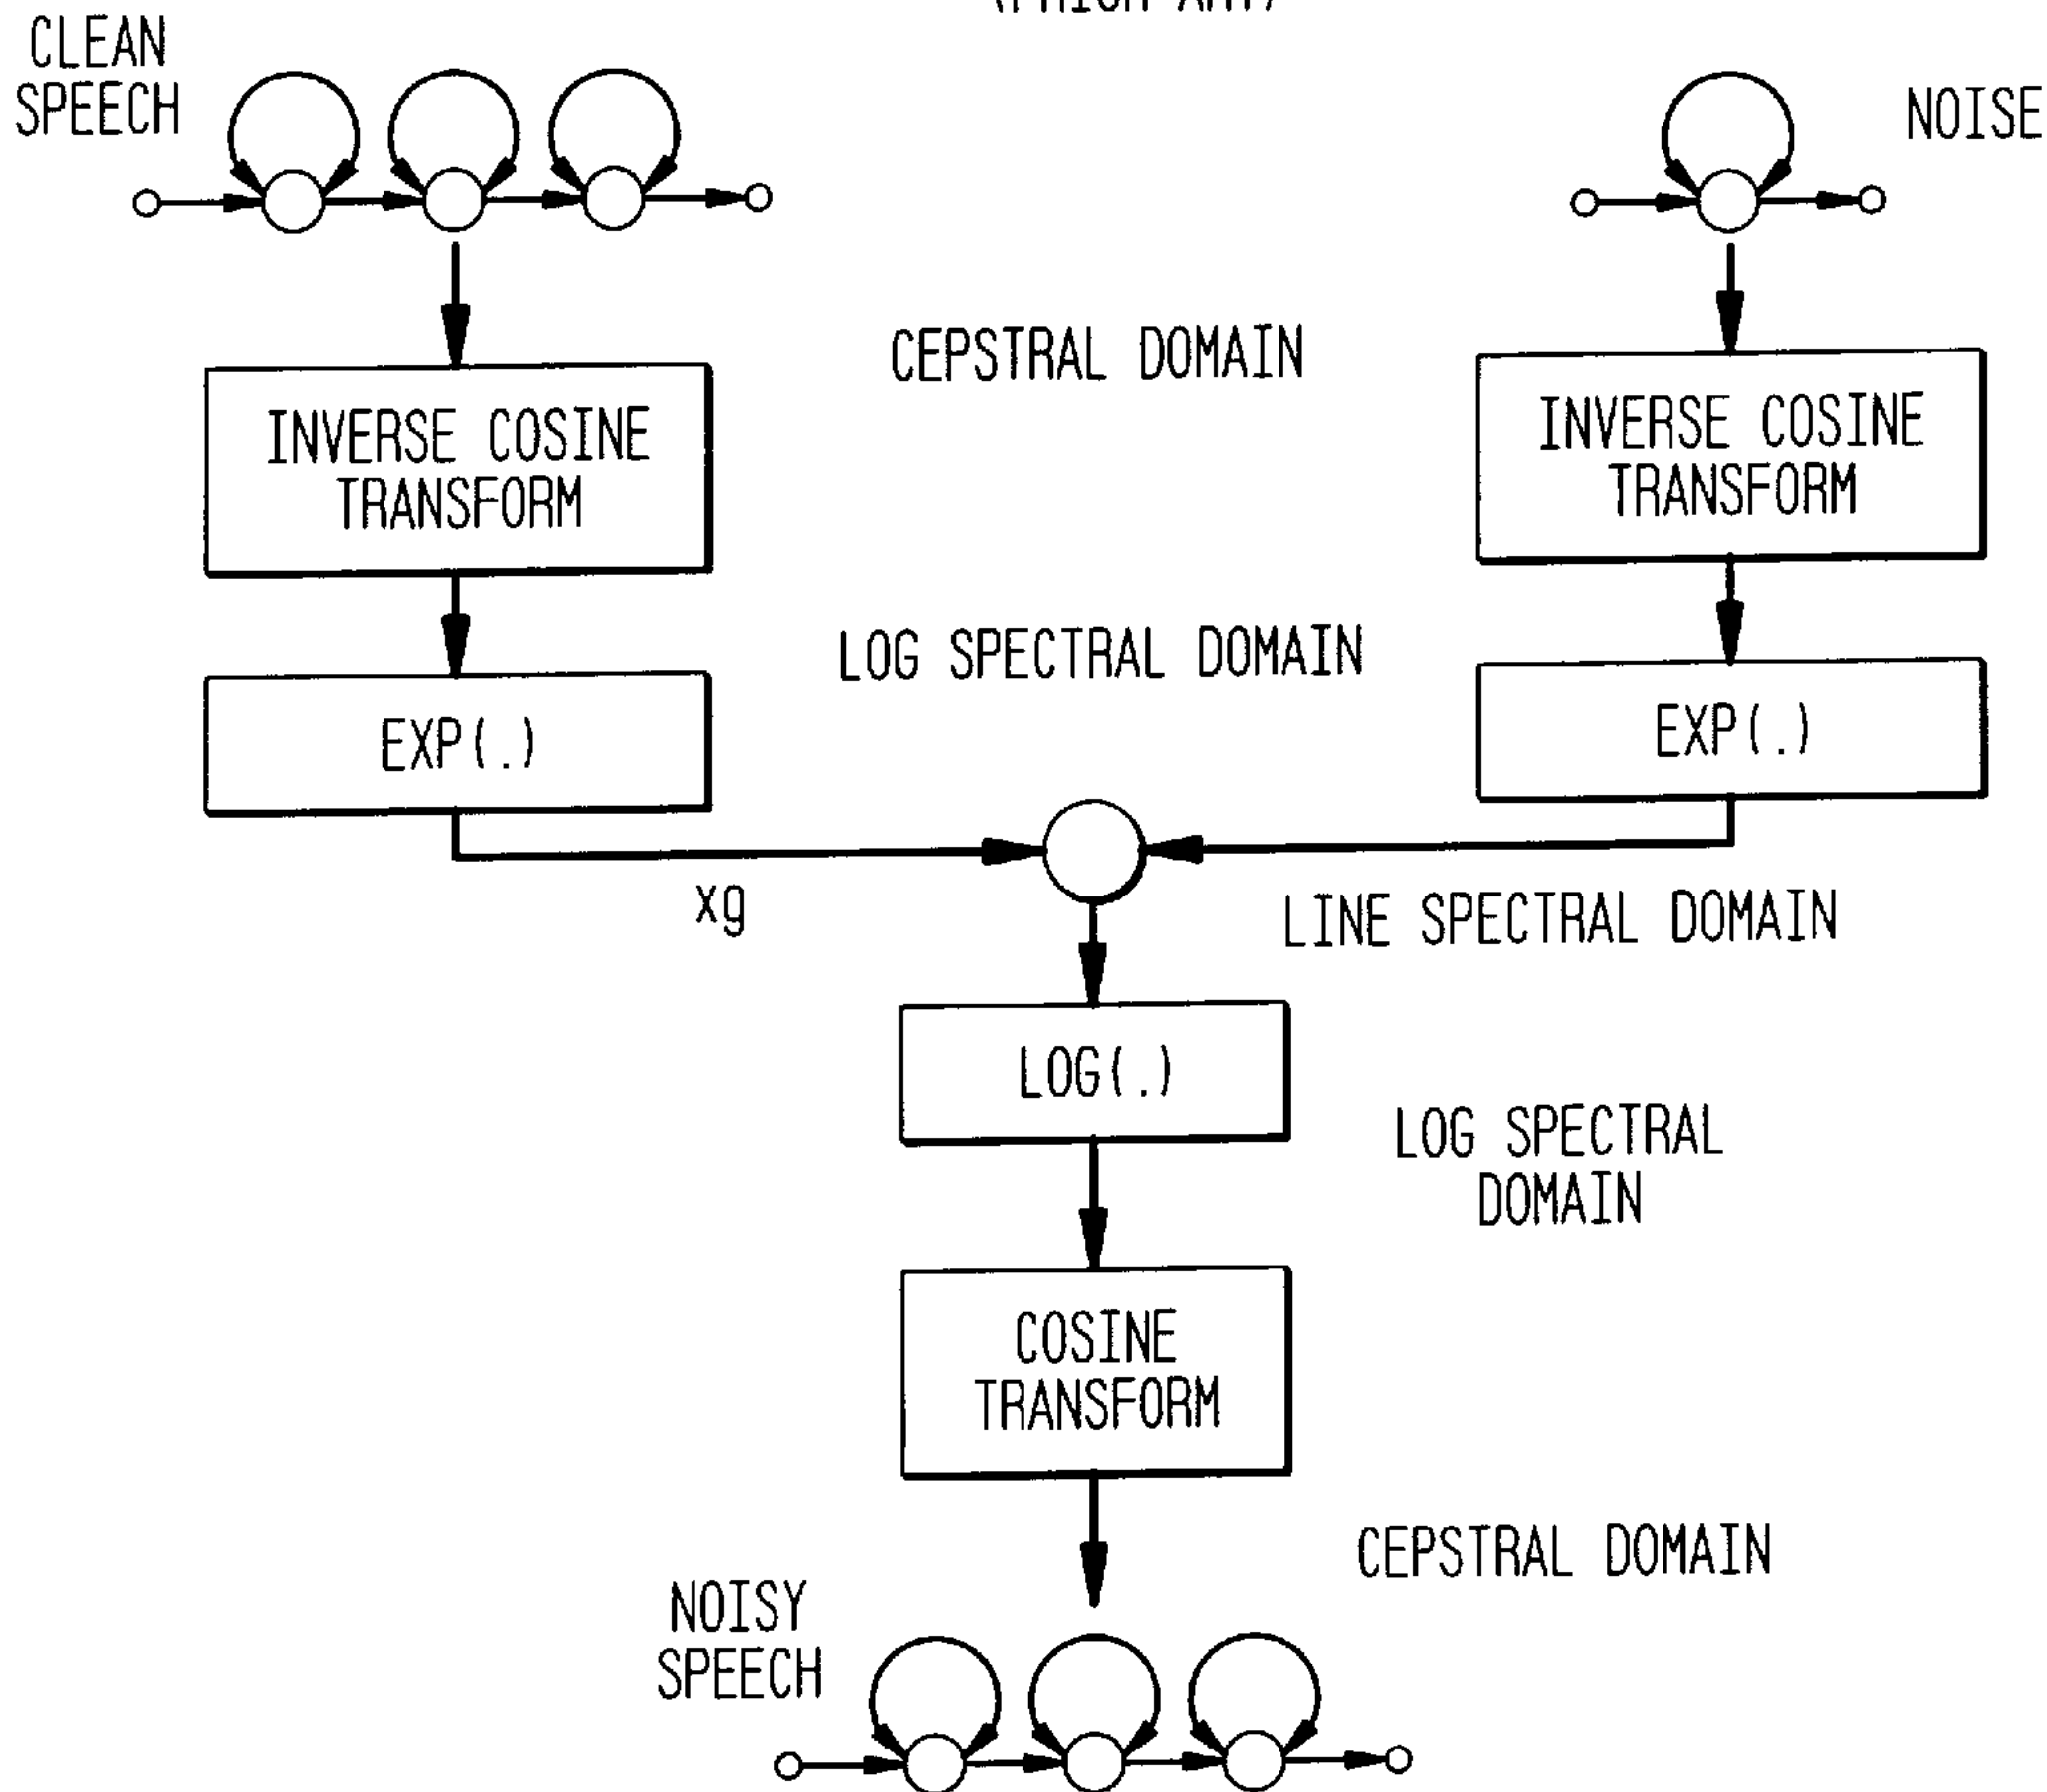 CLEAN
SPEECH
NOISE
CEPSTRAL DOMAIN
INVERSE COSINE
TRANSFORM
INVERSE COSINE
TRANSFORM
LOG SPECTRAL DOMAIN
EXP(.)
EXP(.)
xg
LINE SPECTRAL DOMAIN
LOG(.)
LOG SPECTRAL
DOMAIN
COSINE
TRANSFORM
CEPSTRAL DOMAIN
NOISY
SPEECH